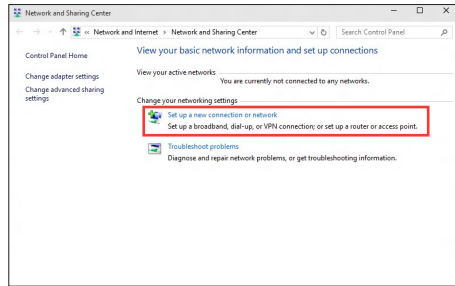 Network and Sharing Center
« Network and Internet › Network and Sharing Center
Search Control Panel
Control Panel Home
Change adapter settings
Change advanced sharing
settings
View your basic network information and set up connections
View your active networks
You are currently not connected to any networks.
Change your networking settings
Set up a new connection or network
Set up a broadband, dial-up, or VPN connection; or set up a router or access point.
Troubleshoot problems
Diagnose and repair network problems, or get troubleshooting information.